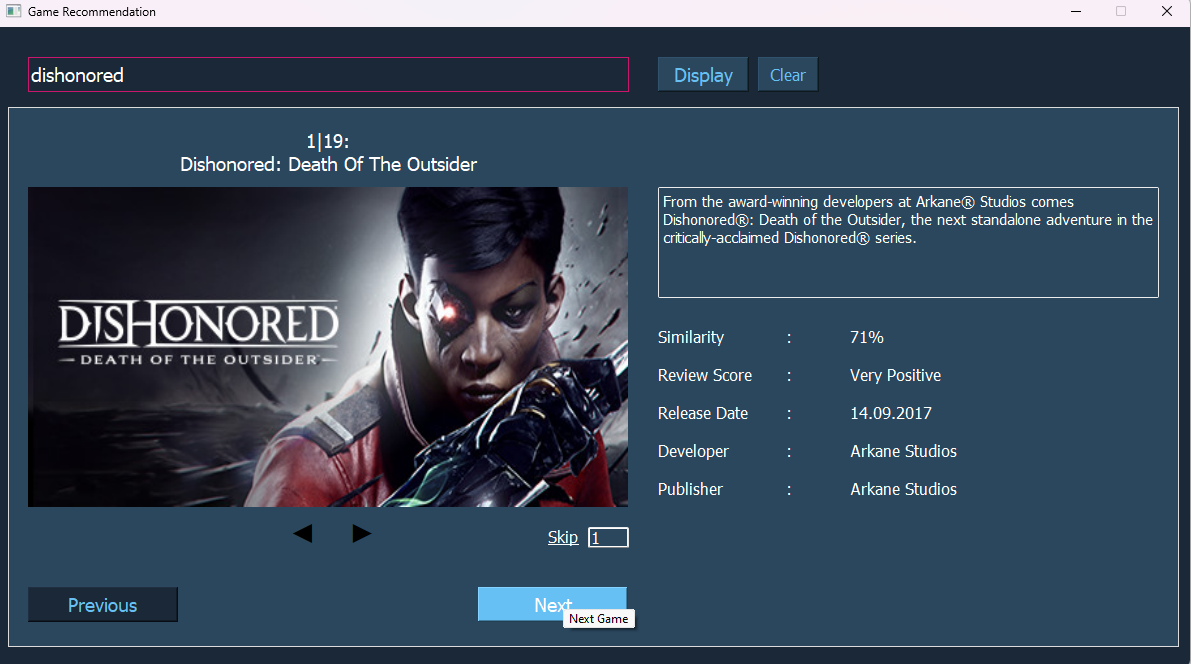 Game Recommendation
dishonored
Display
Clear
1|19:
Dishonored: Death Of The Outsider
DISHONORED
DEATH OF THE OUTSIDER
From the award-winning developers at Arkane® Studios comes
Dishonored®: Death of the Outsider, the next standalone adventure in the
critically-acclaimed Dishonored® series.
Similarity : 71%
Review Score : Very Positive
Release Date : 14.09.2017
Developer : Arkane Studios
Publisher : Arkane Studios
Skip 1
Previous
Next
Next Game